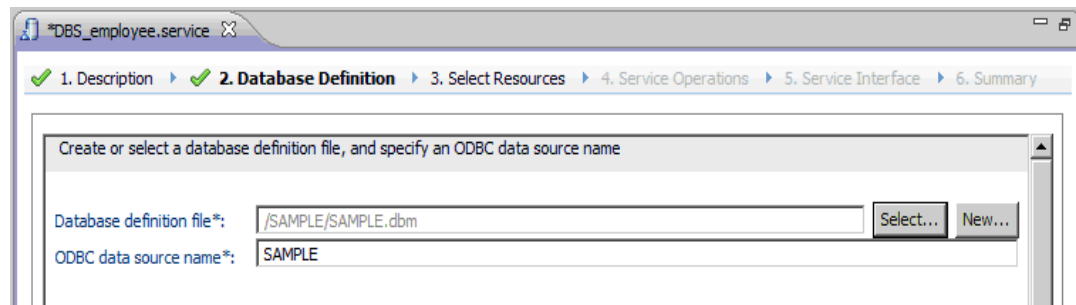 *DBS_employee.service
1. Description 2. Database Definition 3. Select Resources 4. Service Operations 5. Service Interface 6. Summary
Create or select a database definition file, and specify an ODBC data source name
Database definition file*: /SAMPLE/SAMPLE.dbm Select... New...
ODBC data source name*: SAMPLE